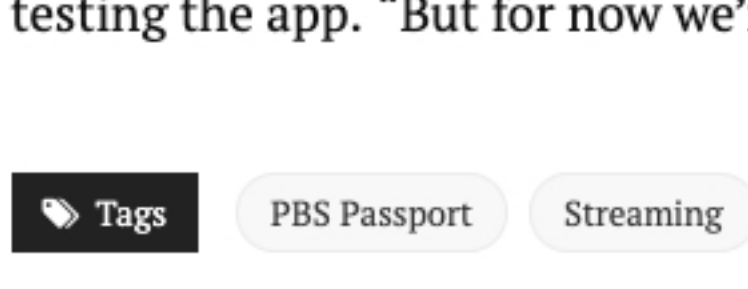 testing the app. “But for now we’
Tags PBS Passport Streaming